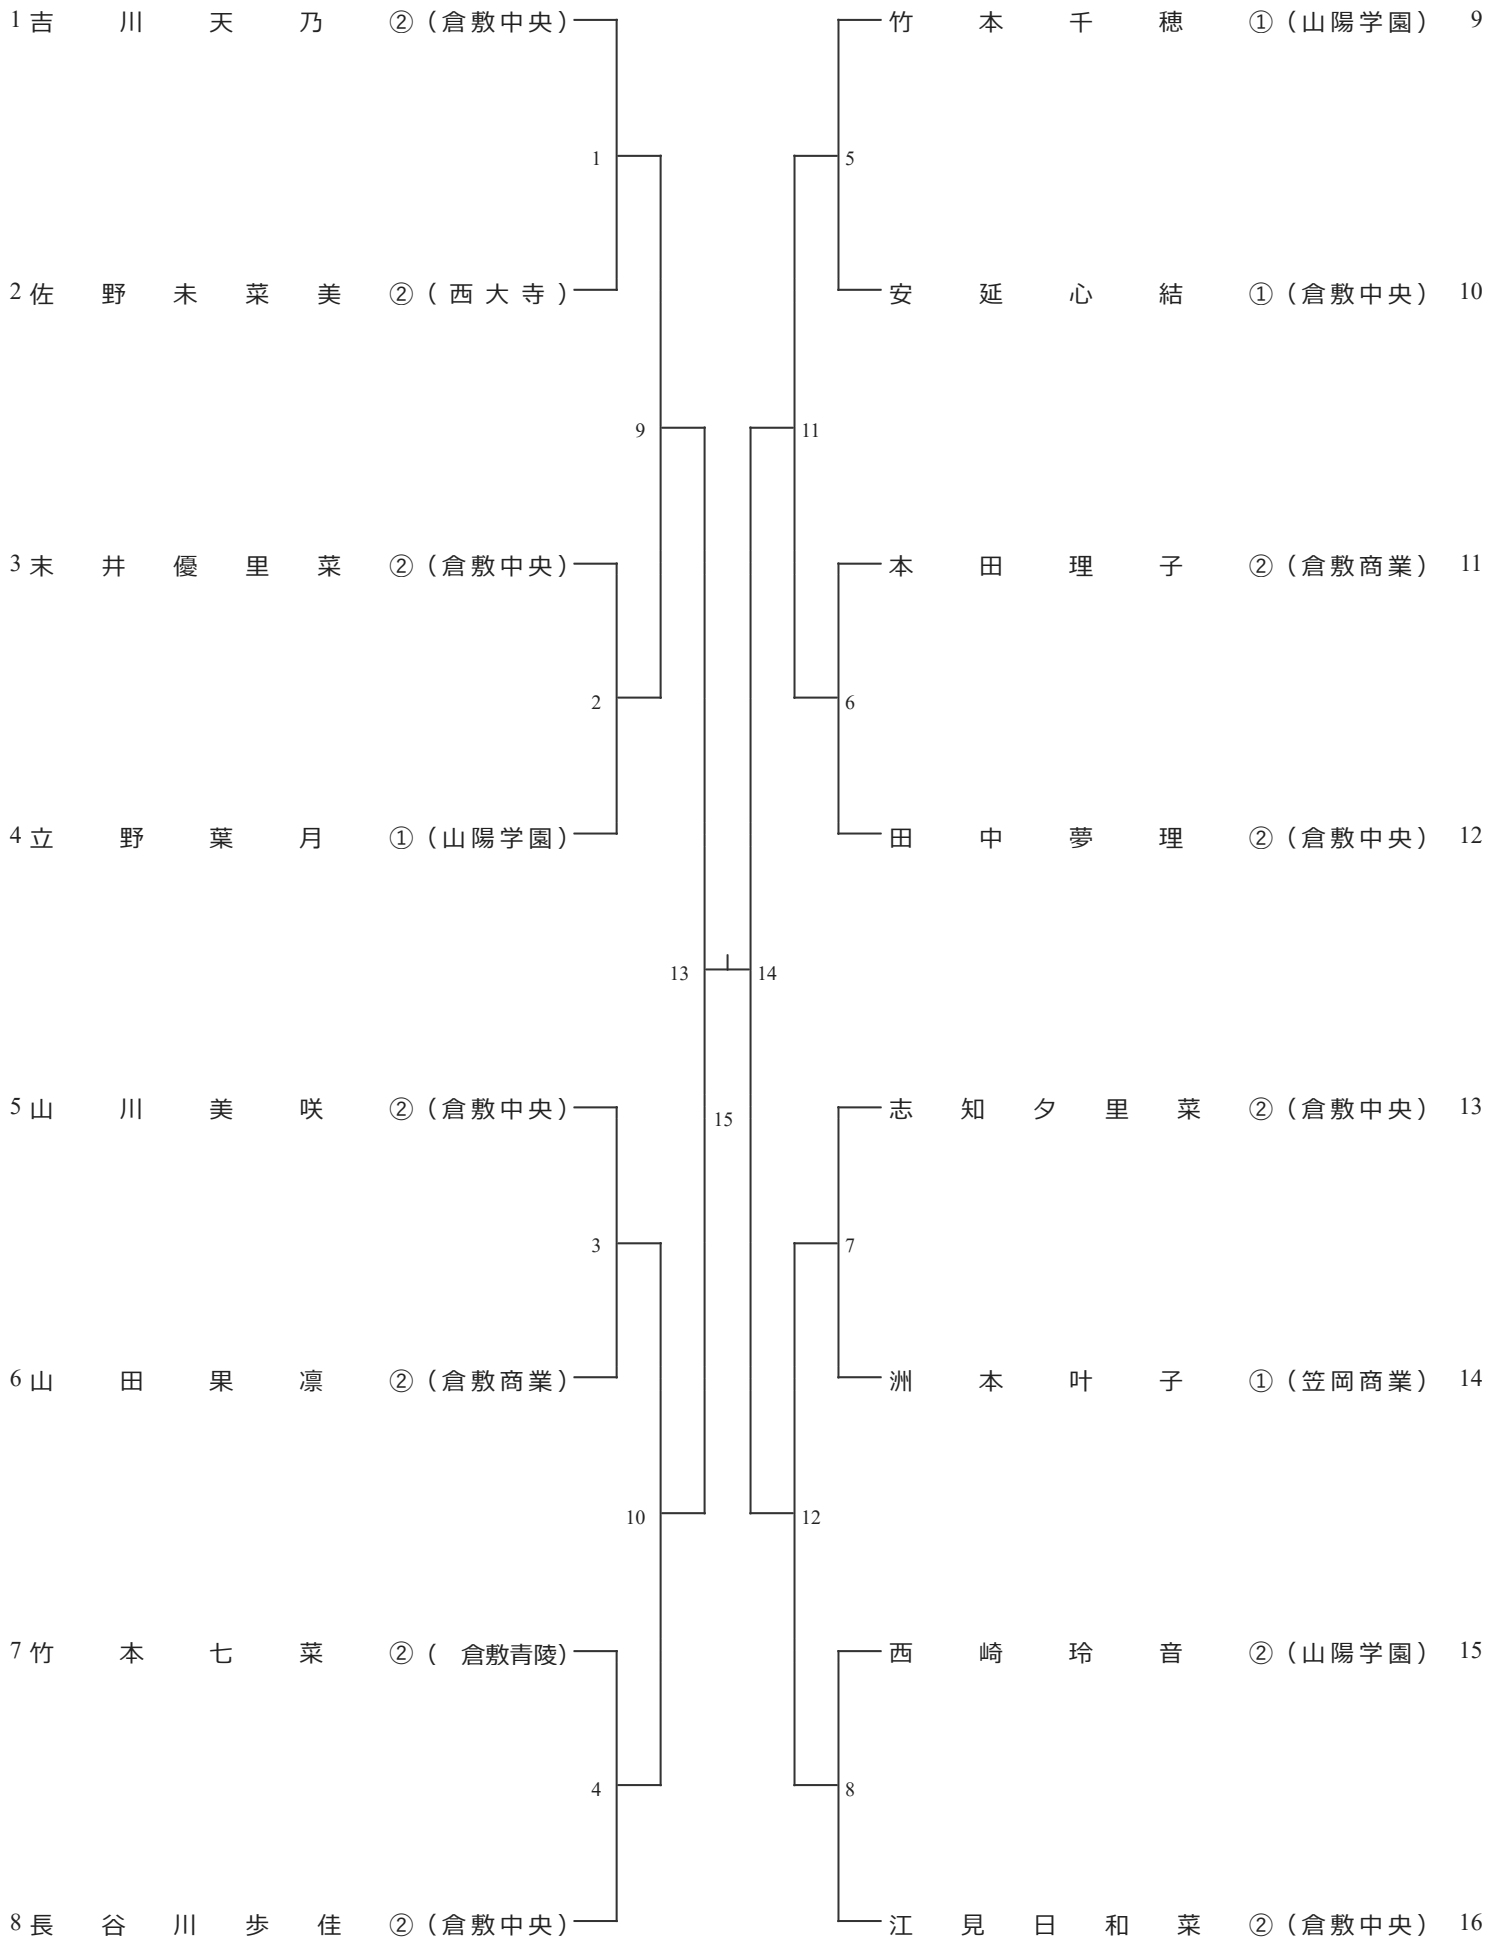 1 吉川天乃 ②（倉敷中央）
2 佐野未菜美 ②（西大寺）
3 末井優里菜 ②（倉敷中央）
4 立野葉月 ①（山陽学園）
5 山川美咲 ②（倉敷中央）
6 山田果凛 ②（倉敷商業）
7 竹本七菜 ②（ 倉敷青陵）
8 長谷川歩佳 ②（倉敷中央）
1
2
3
4
9
10
13
15
14
11
12
5
6
7
8
竹本千穂 ①（山陽学園） 9
安延心結 ①（倉敷中央） 10
本田理子 ②（倉敷商業） 11
田中夢理 ②（倉敷中央） 12
志知夕里菜 ②（倉敷中央） 13
洲本叶子 ①（笠岡商業） 14
西崎玲音 ②（山陽学園） 15
江見日和菜 ②（倉敷中央） 16